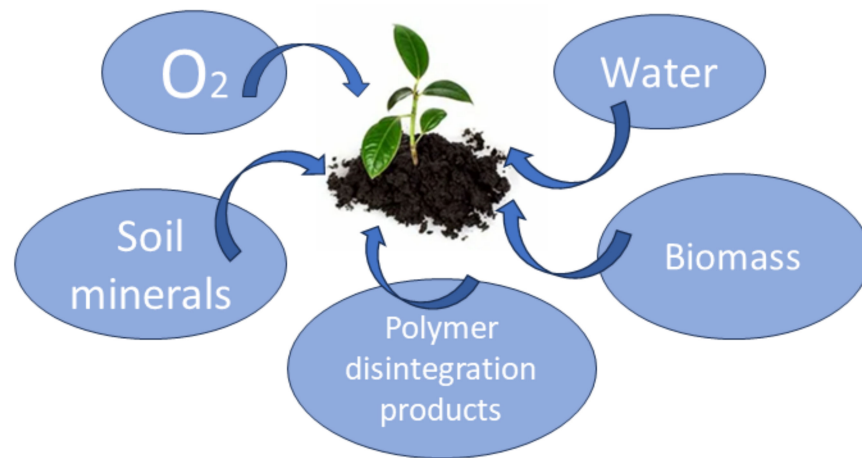 O₂
Water
Soil
minerals
Biomass
Polymer
disintegration
products